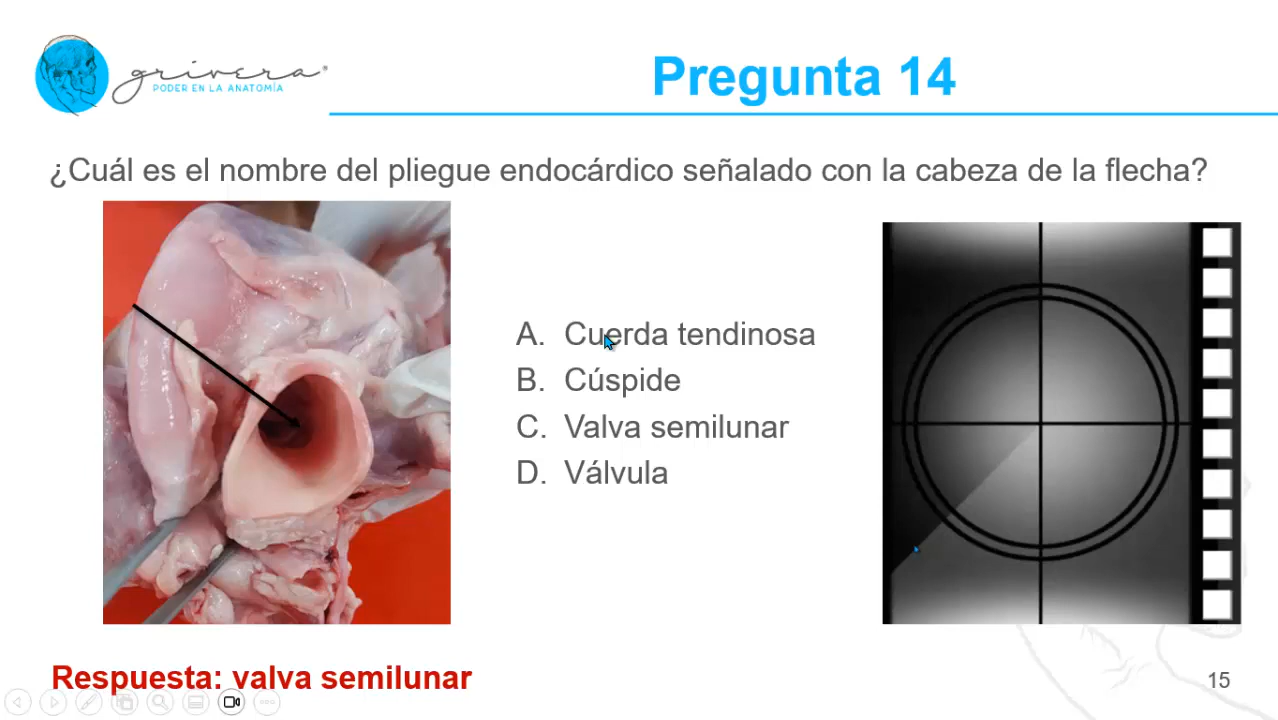 grivera®
PODER EN LA ANATOMÍA
Pregunta 14
¿Cuál es el nombre del pliegue endocárdico señalado con la cabeza de la flecha?
A. Cuerda tendinosa
B. Cúspide
C. Valva semilunar
D. Válvula
Respuesta: valva semilunar
15